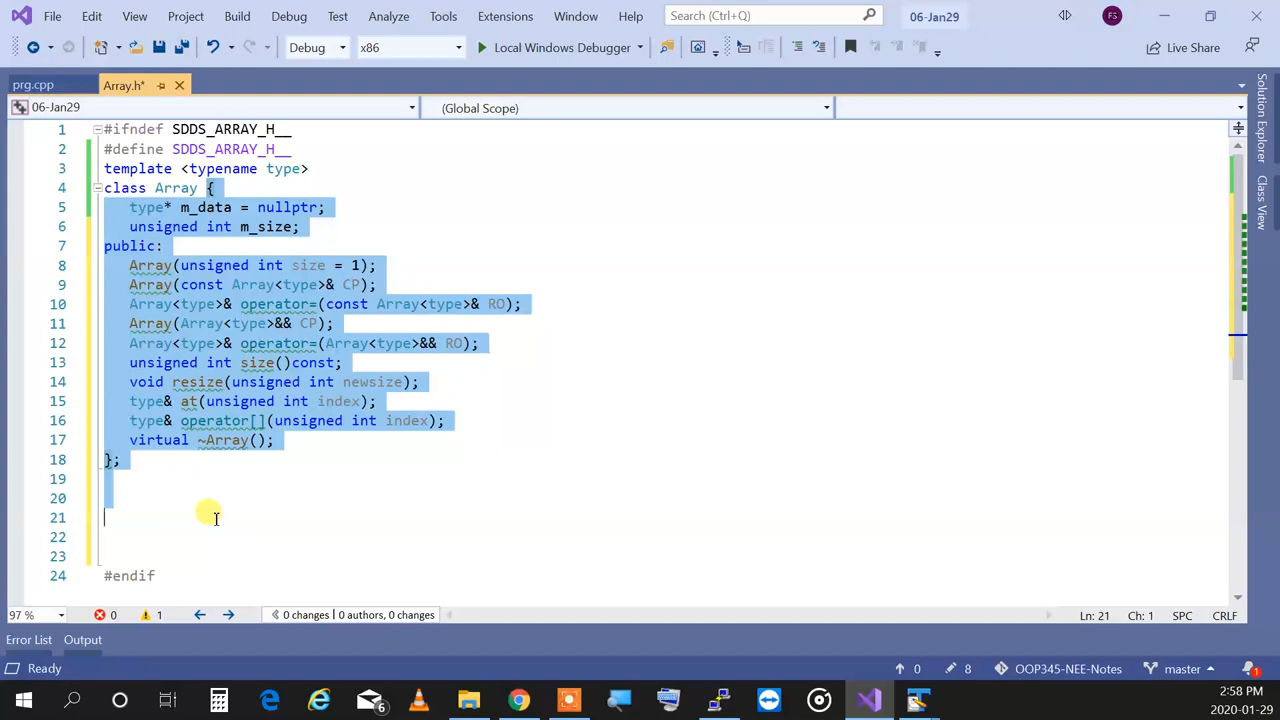 File Edit View Project Build Debug Test Analyze Tools Extensions Window Help Search (Ctrl+Q) 06-Jan29 FS
Debug x86 Local Windows Debugger Live Share
prg.cpp Array.h*
06-Jan29 (Global Scope)
1 #ifndef SDDS_ARRAY_H__
2 #define SDDS_ARRAY_H__
3 template <typename type>
4 class Array {
5 type* m_data = nullptr;
6 unsigned int m_size;
7 public:
8 Array(unsigned int size = 1);
9 Array(const Array<type>& CP);
10 Array<type>& operator=(const Array<type>& RO);
11 Array(Array<type>&& CP);
12 Array<type>& operator=(Array<type>&& RO);
13 unsigned int size()const;
14 void resize(unsigned int newsize);
15 type& at(unsigned int index);
16 type& operator[](unsigned int index);
17 virtual ~Array();
18 };
19
20
21
22
23
24 #endif
Solution Explorer
Class View
97 % 0 1 0 changes | 0 authors, 0 changes Ln: 21 Ch: 1 SPC CRLF
Error List Output
Ready 0 8 OOP345-NEE-Notes master 1
6 2:58 PM
2020-01-29